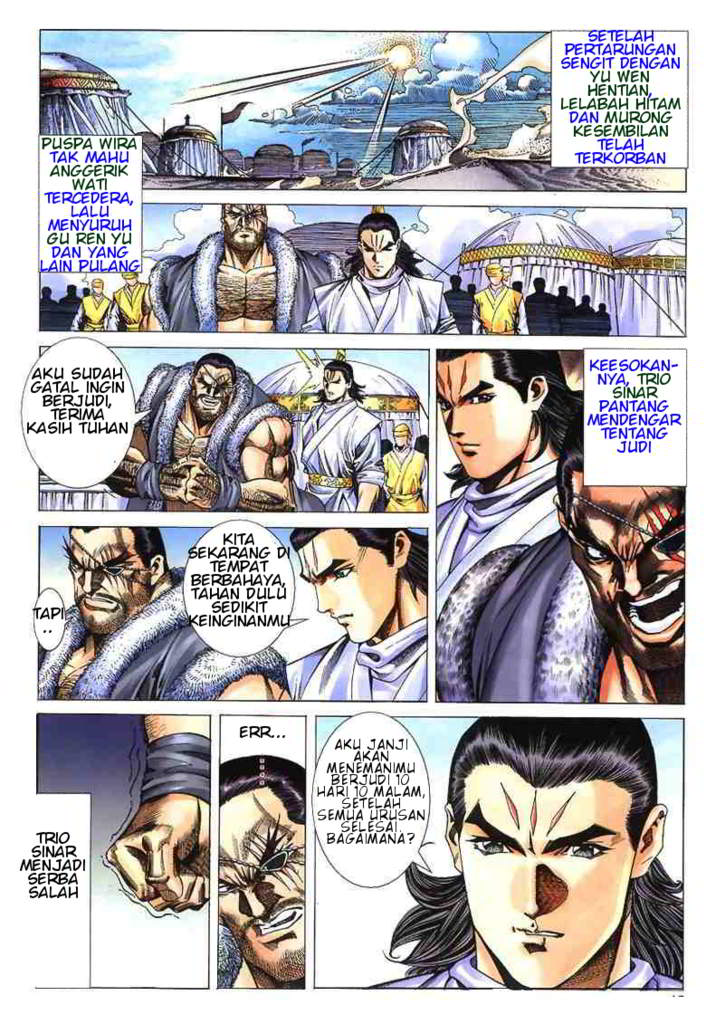 SETELAH
PERTARUNGAN
SENGIT DENGAN
YU WEN
HENTIAN,
LELABAH HITAM
DAN MURONG
KESEMBILAN
TELAH
TERKORBAN
PUSPA WIRA
TAK MAHU
ANGGERIK
WATI
TERCEDERA,
LALU
MENYURUH
GU REN YU
DAN YANG
LAIN PULANG
AKU SUDAH
GATAL INGIN
BERJUDI,
TERIMA
KASIH TUHAN
KEESOKAN-
NYA, TRIO
SINAR
PANTANG
MENDENGAR
TENTANG
JUDI
TAPI
..
KITA
SEKARANG DI
TEMPAT
BERBAHAYA,
TAHAN DULU
SEDIKIT
KEINGINANMU
TRIO
SINAR
MENJADI
SERBA
SALAH
ERR...
AKU JANJI
AKAN
MENEMANIMU
BERJUDI 10
HARI 10 MALAM,
SETELAH
SEMUA URUSAN
SELESAI.
BAGAIMANA?